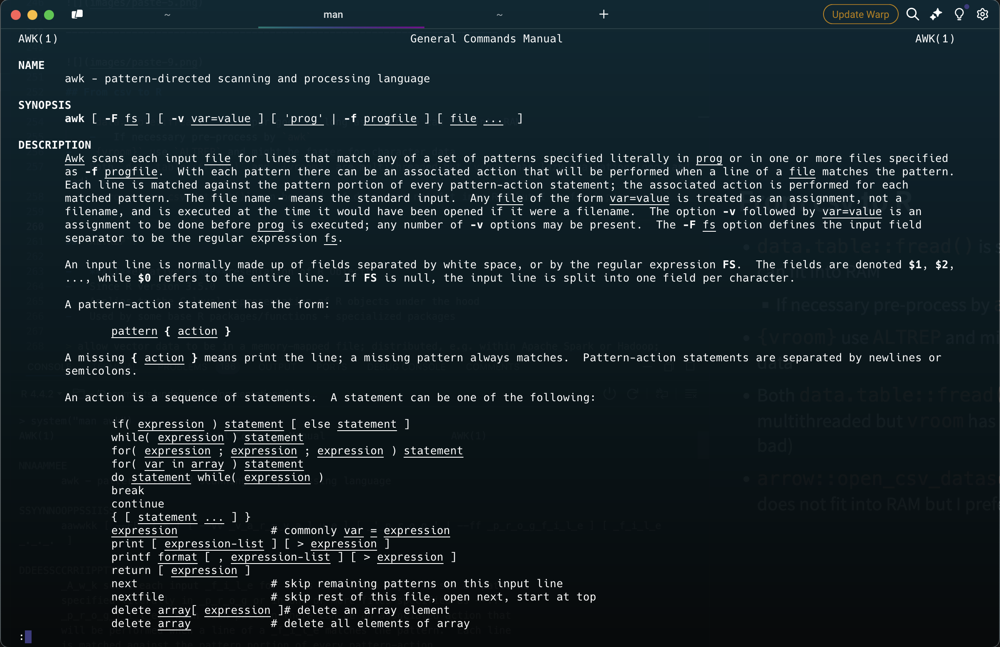 ~ man ~ + Update Warp
AWK(1) General Commands Manual AWK(1)
NAME
awk - pattern-directed scanning and processing language
SYNOPSIS
awk [ -F fs ] [ -v var=value ] [ 'prog' | -f progfile ] [ file ... ]
DESCRIPTION
Awk scans each input file for lines that match any of a set of patterns specified literally in prog or in one or more files specified
as -f progfile. With each pattern there can be an associated action that will be performed when a line of a file matches the pattern.
Each line is matched against the pattern portion of every pattern-action statement; the associated action is performed for each
matched pattern. The file name - means the standard input. Any file of the form var=value is treated as an assignment, not a
filename, and is executed at the time it would have been opened if it were a filename. The option -v followed by var=value is an
assignment to be done before prog is executed; any number of -v options may be present. The -F fs option defines the input field
separator to be the regular expression fs.
An input line is normally made up of fields separated by white space, or by the regular expression FS. The fields are denoted $1, $2,
..., while $0 refers to the entire line. If FS is null, the input line is split into one field per character.
A pattern-action statement has the form:
pattern { action }
A missing { action } means print the line; a missing pattern always matches. Pattern-action statements are separated by newlines or
semicolons.
An action is a sequence of statements. A statement can be one of the following:
if( expression ) statement [ else statement ]
while( expression ) statement
for( expression ; expression ; expression ) statement
for( var in array ) statement
do statement while( expression )
break
continue
{ [ statement ... ] }
expression # commonly var = expression
print [ expression-list ] [ > expression ]
printf format [ , expression-list ] [ > expression ]
return [ expression ]
next # skip remaining patterns on this input line
nextfile # skip rest of this file, open next, start at top
delete array[ expression ]# delete an array element
delete array # delete all elements of array
: